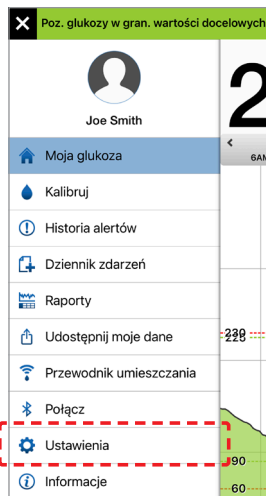 Poz. glukozy w gran. wartości docelowych
Joe Smith
2
6AM
Moja glukoza
Kalibruj
Historia alertów
Dziennik zdarzeń
Raporty
Udostępnij moje dane
230
225
Przewodnik umieszczania
Połącz
Ustawienia
90
Informacje
60